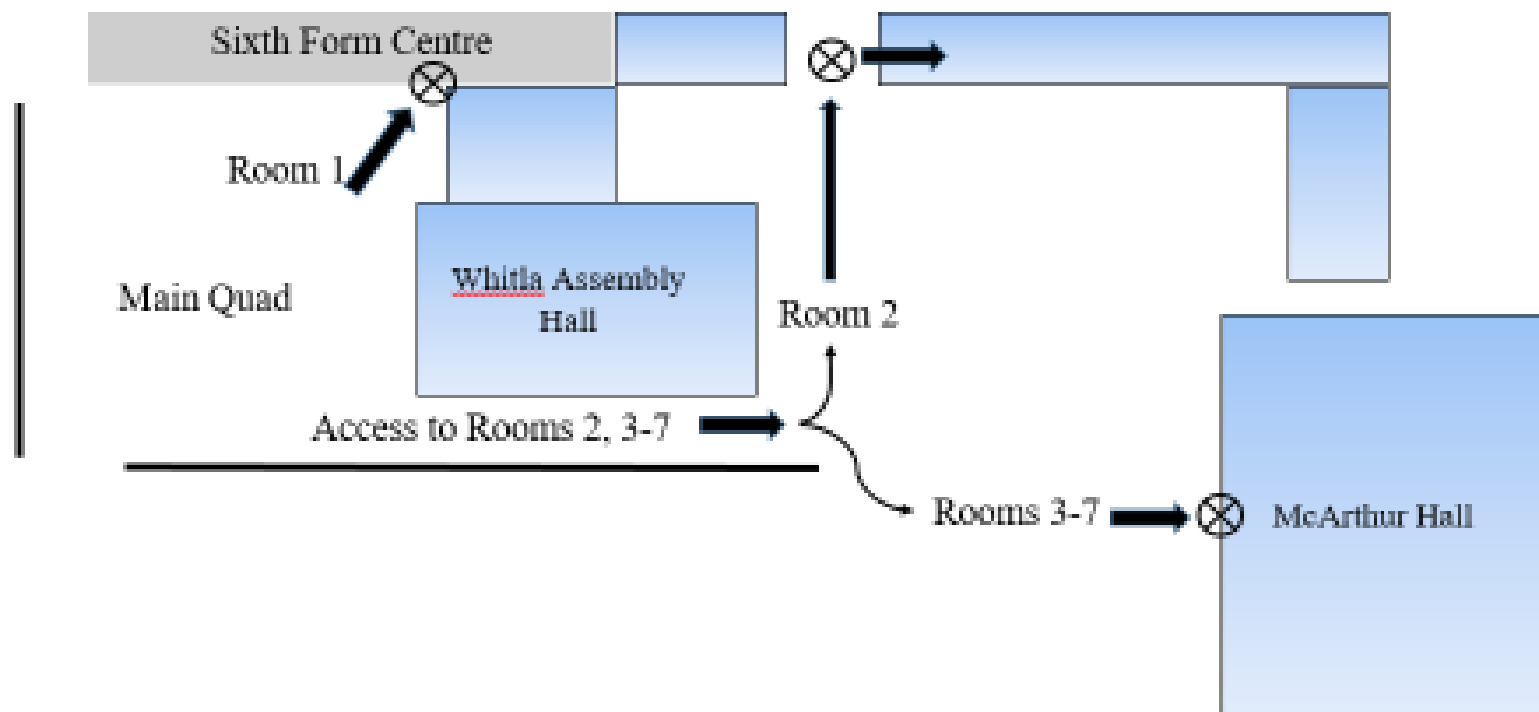 Sixth Form Centre
Room 1
Main Quad
Whitla Assembly
Hall
Room 2
Access to Rooms 2, 3-7
Rooms 3-7
McArthur Hall